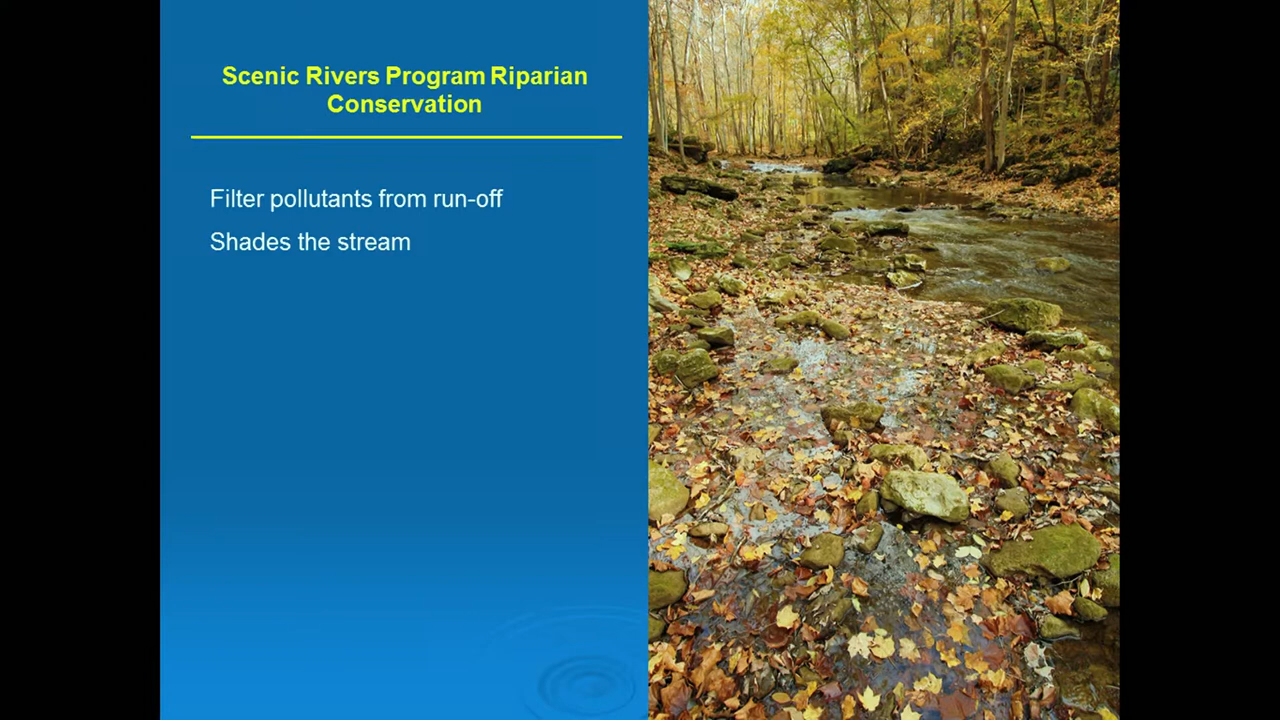 Scenic Rivers Program Riparian
Conservation
Filter pollutants from run-off
Shades the stream